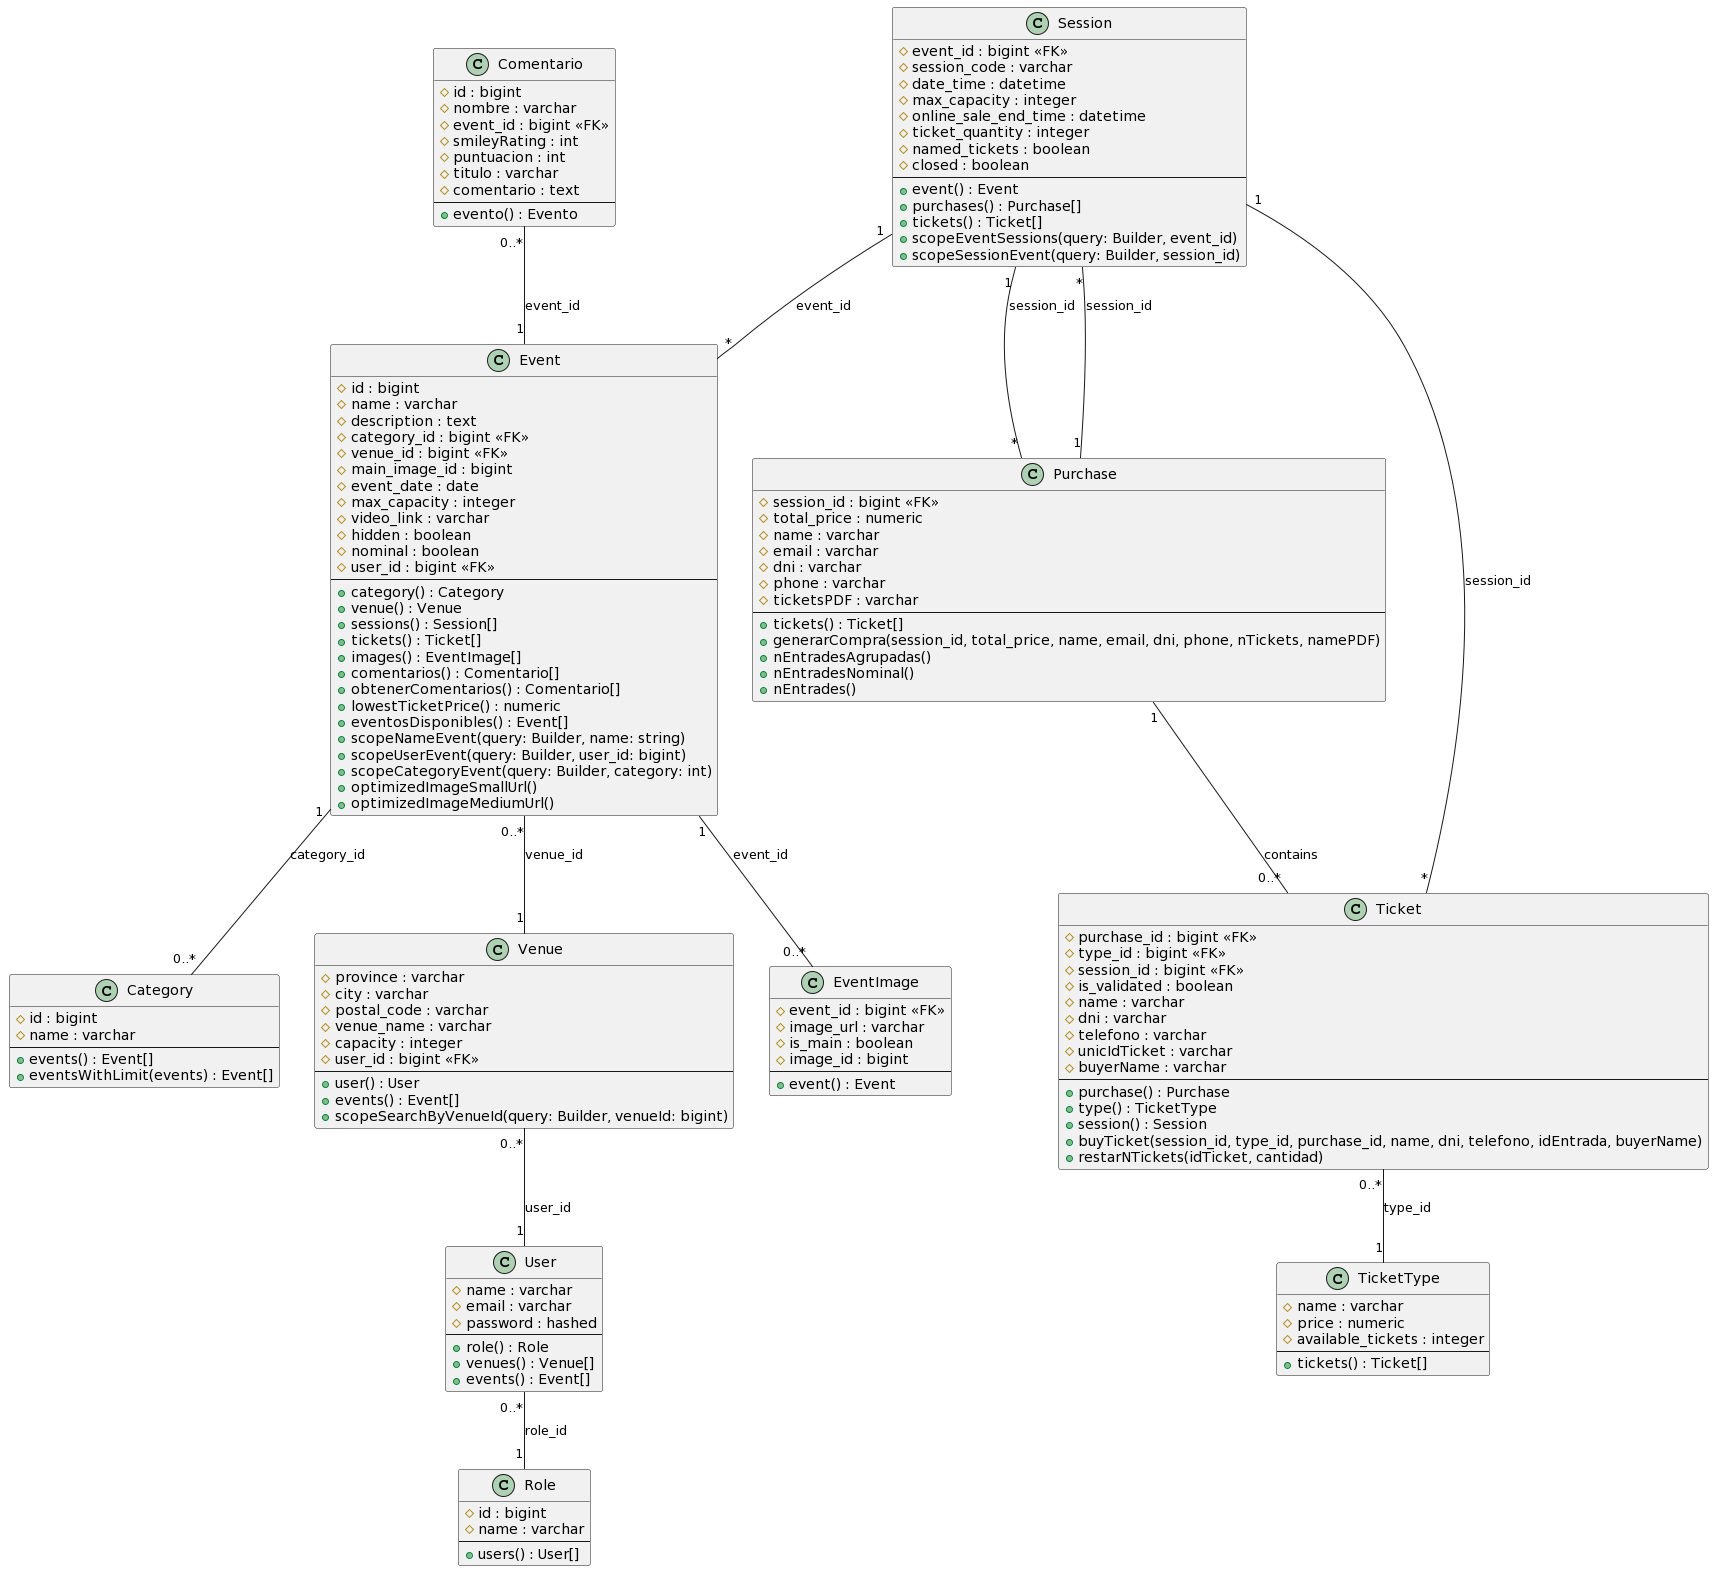 Session
event_id : bigint «FK»
session_code : varchar
date_time : datetime
max_capacity : integer
online_sale_end_time : datetime
ticket_quantity : integer
named_tickets : boolean
closed : boolean
event() : Event
purchases() : Purchase[]
tickets() : Ticket[]
scopeEventSessions(query: Builder, event_id)
scopeSessionEvent(query: Builder, session_id)
Comentario
id : bigint
nombre : varchar
event_id : bigint «FK»
smileyRating : int
puntuacion : int
titulo : varchar
comentario : text
evento() : Evento
0..*
event_id
1
1
event_id
*
1
session_id
*
*
session_id
1
1
session_id
*
Event
id : bigint
name : varchar
description : text
category_id : bigint «FK»
venue_id : bigint «FK»
main_image_id : bigint
event_date : date
max_capacity : integer
video_link : varchar
hidden : boolean
nominal : boolean
user_id : bigint «FK»
category() : Category
venue() : Venue
sessions() : Session[]
tickets() : Ticket[]
images() : EventImage[]
comentarios() : Comentario[]
obtenerComentarios() : Comentario[]
lowestTicketPrice() : numeric
eventosDisponibles() : Event[]
scopeNameEvent(query: Builder, name: string)
scopeUserEvent(query: Builder, user_id: bigint)
scopeCategoryEvent(query: Builder, category: int)
optimizedImageSmallUrl()
optimizedImageMediumUrl()
Purchase
session_id : bigint «FK»
total_price : numeric
name : varchar
email : varchar
dni : varchar
phone : varchar
ticketsPDF : varchar
tickets() : Ticket[]
generarCompra(session_id, total_price, name, email, dni, phone, nTickets, namePDF)
nEntradesAgrupadas()
nEntradesNominal()
nEntrades()
1
category_id
0..*
0..*
venue_id
1
1
event_id
0..*
1
contains
0..*
Category
id : bigint
name : varchar
events() : Event[]
eventsWithLimit(events) : Event[]
Venue
province : varchar
city : varchar
postal_code : varchar
venue_name : varchar
capacity : integer
user_id : bigint «FK»
user() : User
events() : Event[]
scopeSearchByVenueId(query: Builder, venueId: bigint)
EventImage
event_id : bigint «FK»
image_url : varchar
is_main : boolean
image_id : bigint
event() : Event
Ticket
purchase_id : bigint «FK»
type_id : bigint «FK»
session_id : bigint «FK»
is_validated : boolean
name : varchar
dni : varchar
telefono : varchar
unicIdTicket : varchar
buyerName : varchar
purchase() : Purchase
type() : TicketType
session() : Session
buyTicket(session_id, type_id, purchase_id, name, dni, telefono, idEntrada, buyerName)
restarNTickets(idTicket, cantidad)
0..*
user_id
1
0..*
type_id
1
User
name : varchar
email : varchar
password : hashed
role() : Role
venues() : Venue[]
events() : Event[]
TicketType
name : varchar
price : numeric
available_tickets : integer
tickets() : Ticket[]
0..*
role_id
1
Role
id : bigint
name : varchar
users() : User[]